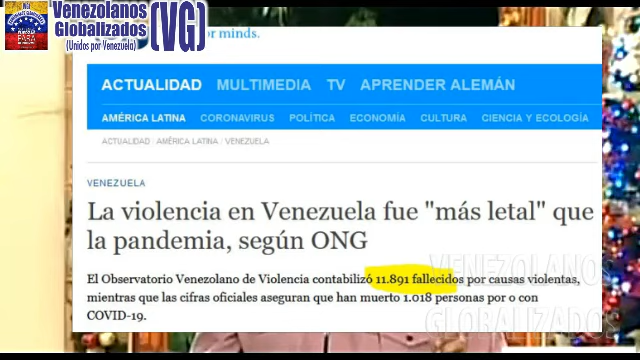 Venezolanos
Globalizados
(Unidos por Venezuela)
(VG)
r minds.
ACTUALIDAD MULTIMEDIA TV APRENDER ALEMÁN
AMÉRICA LATINA CORONAVIRUS POLÍTICA ECONOMÍA CULTURA CIENCIA Y ECOLOGÍA
ACTUALIDAD / AMÉRICA LATINA / VENEZUELA
VENEZUELA
La violencia en Venezuela fue "más letal" que
la pandemia, según ONG
El Observatorio Venezolano de Violencia contabilizó 11.891 fallecidos por causas violentas,
mientras que las cifras oficiales aseguran que han muerto 1.018 personas por o con
COVID-19.
VENEZOLANOS
GLOBALIZADOS